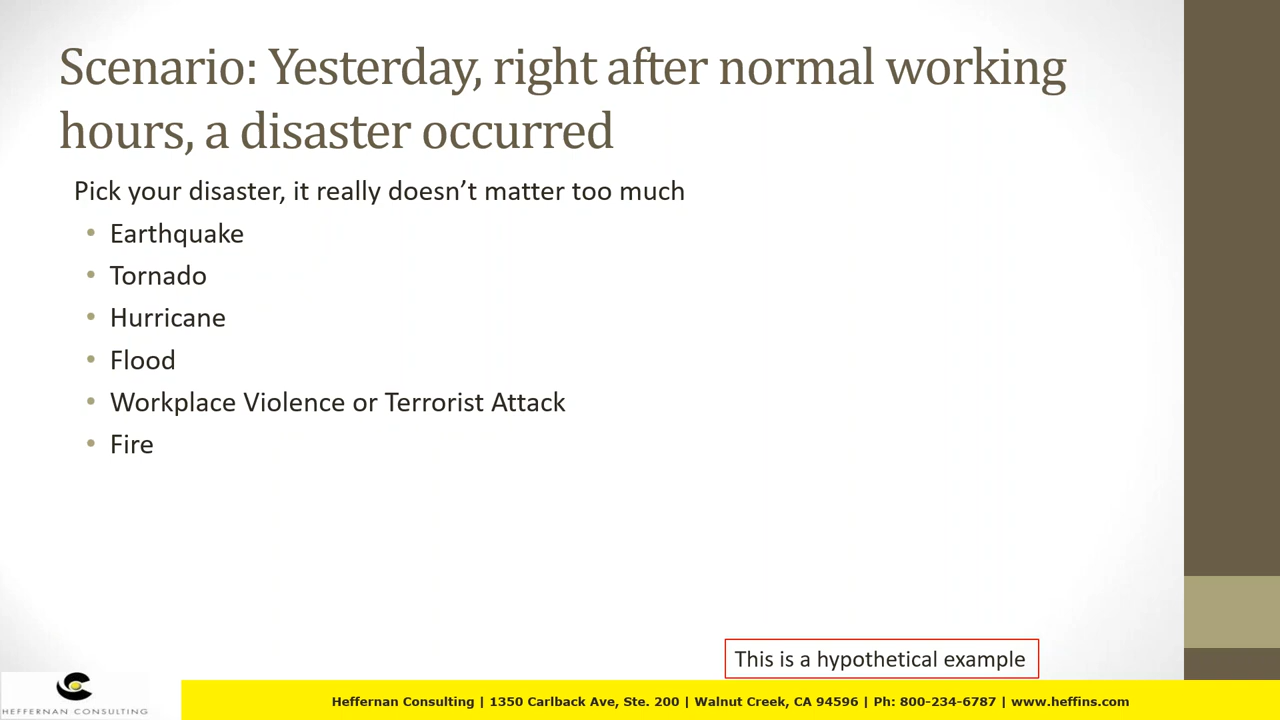 Scenario: Yesterday, right after normal working
hours, a disaster occurred
Pick your disaster, it really doesn’t matter too much
• Earthquake
• Tornado
• Hurricane
• Flood
• Workplace Violence or Terrorist Attack
• Fire
This is a hypothetical example
HEFFERNAN CONSULTING
Heffernan Consulting | 1350 Carlback Ave, Ste. 200 | Walnut Creek, CA 94596 | Ph: 800-234-6787 | www.heffins.com